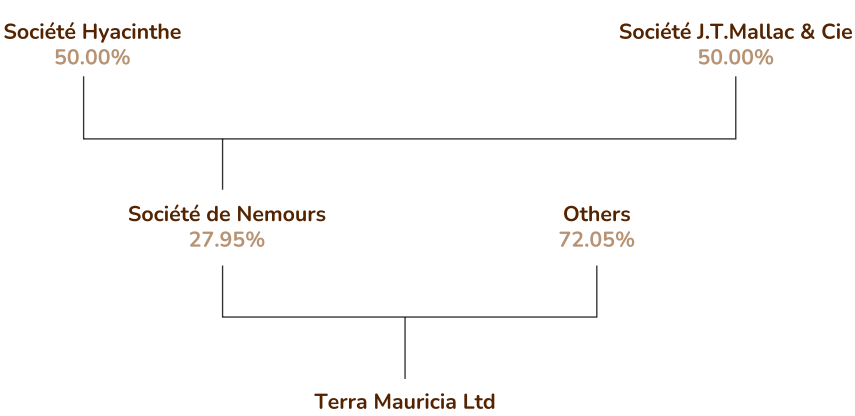 Société Hyacinthe
50.00%
Société J.T.Mallac & Cie
50.00%
Société de Nemours
27.95%
Others
72.05%
Terra Mauricia Ltd